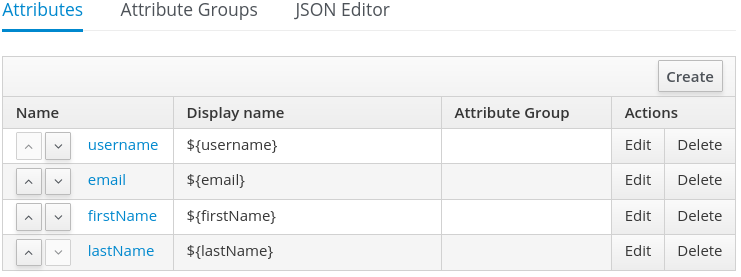 Attributes Attribute Groups JSON Editor
Create
Name Display name Attribute Group Actions
username ${username} Edit Delete
email ${email} Edit Delete
firstName ${firstName} Edit Delete
lastName ${lastName} Edit Delete